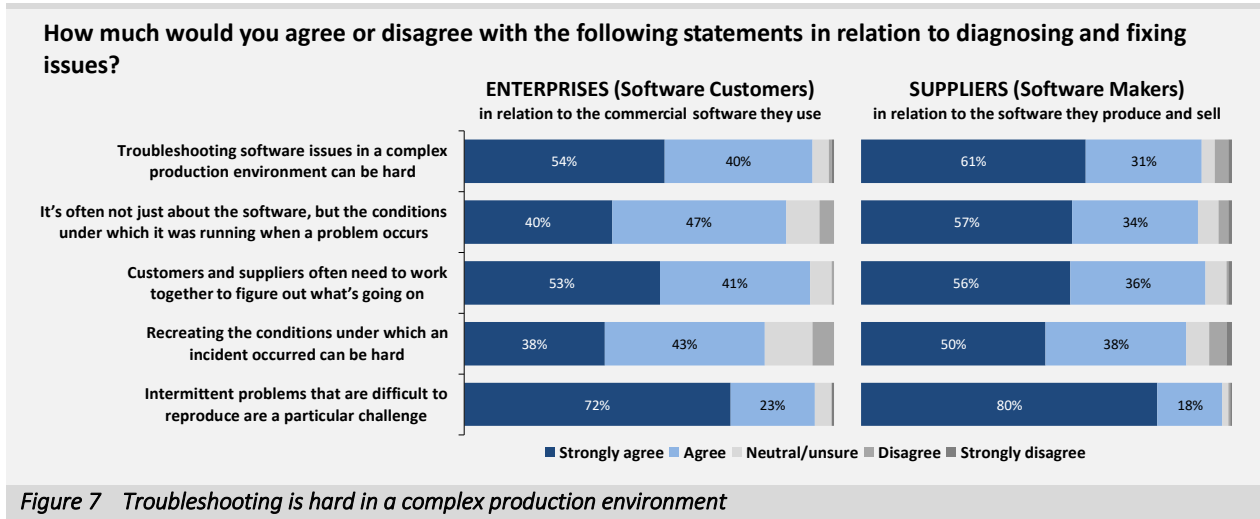 How much would you agree or disagree with the following statements in relation to diagnosing and fixing
issues?
ENTERPRISES (Software Customers)
in relation to the commercial software they use
SUPPLIERS (Software Makers)
in relation to the software they produce and sell
Troubleshooting software issues in a complex
production environment can be hard
54% 40% 61% 31%
It's often not just about the software, but the conditions
under which it was running when a problem occurs
40% 47% 57% 34%
Customers and suppliers often need to work
together to figure out what's going on
53% 41% 56% 36%
Recreating the conditions under which an
incident occurred can be hard
38% 43% 50% 38%
Intermittent problems that are difficult to
reproduce are a particular challenge
72% 23% 80% 18%
Strongly agree Agree Neutral/unsure Disagree Strongly disagree
Figure 7 Troubleshooting is hard in a complex production environment